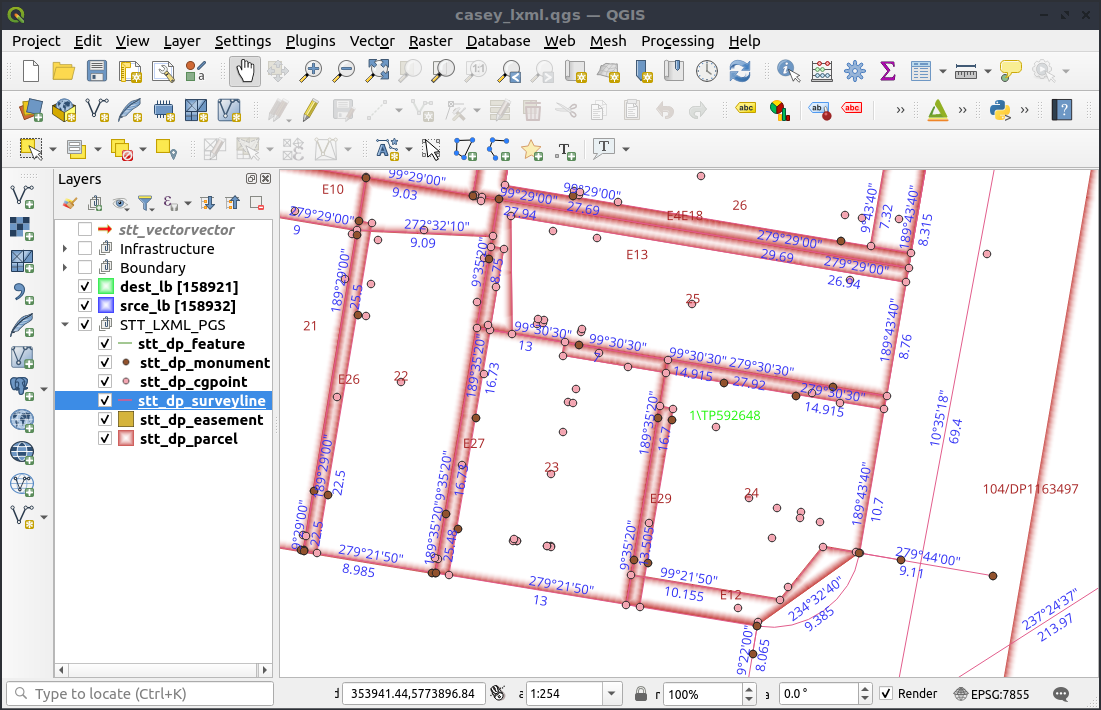 casey_lxml.qgs — QGIS
Project Edit View Layer Settings Plugins Vector Raster Database Web Mesh Processing Help
Layers
stt_vectorvector
Infrastructure
Boundary
dest_lb [158921]
srce_lb [158932]
STT_LXML_PGS
stt_dp_feature
stt_dp_monument
stt_dp_cgpoint
stt_dp_surveyline
stt_dp_easement
stt_dp_parcel
E10
99°29'00"
9.03
99°29'00"
27.94
99°29'00"
27.69
E4E18
26
99°43'40"
7.32
189°43'40"
8.315
279°29'00"
9
272°32'10"
9.09
E13
279°29'00"
29.69
279°29'00"
26.94
189°29'00"
25.5
9°35'20"
8.75
25
21
99°30'30"
13
99°30'30"
7
99°30'30"
14.915
279°30'30"
27.92
279°30'30"
14.915
189°43'40"
8.76
E26
22
189°35'20"
16.73
1\TP592648
189°35'20"
16.7
10°35'18"
69.4
E27
23
189°29'00"
22.5
9°35'20"
16.73
E29
24
104/DP1163497
189°43'40"
10.7
9°29'00"
22.5
189°35'20"
25.48
9°35'20"
13.505
279°21'50"
8.985
279°21'50"
13
99°21'50"
10.155
E12
279°44'00"
9.11
234°32'40"
9.385
237°24'37"
213.97
9°22'00"
8.065
Type to locate (Ctrl+K)
353941.44,5773896.84
1:254
100%
0.0 °
Render
EPSG:7855